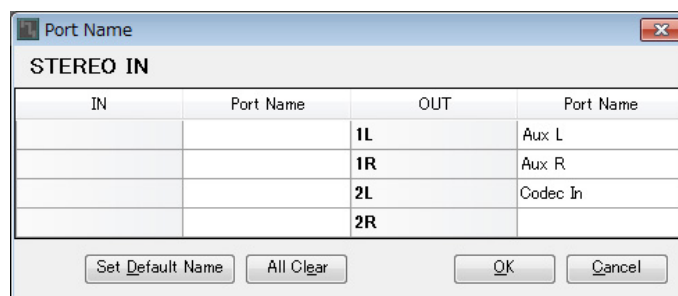 Port Name
STEREO IN
IN Port Name OUT Port Name
1L Aux L
1R Aux R
2L Codec In
2R
Set Default Name All Clear OK Cancel